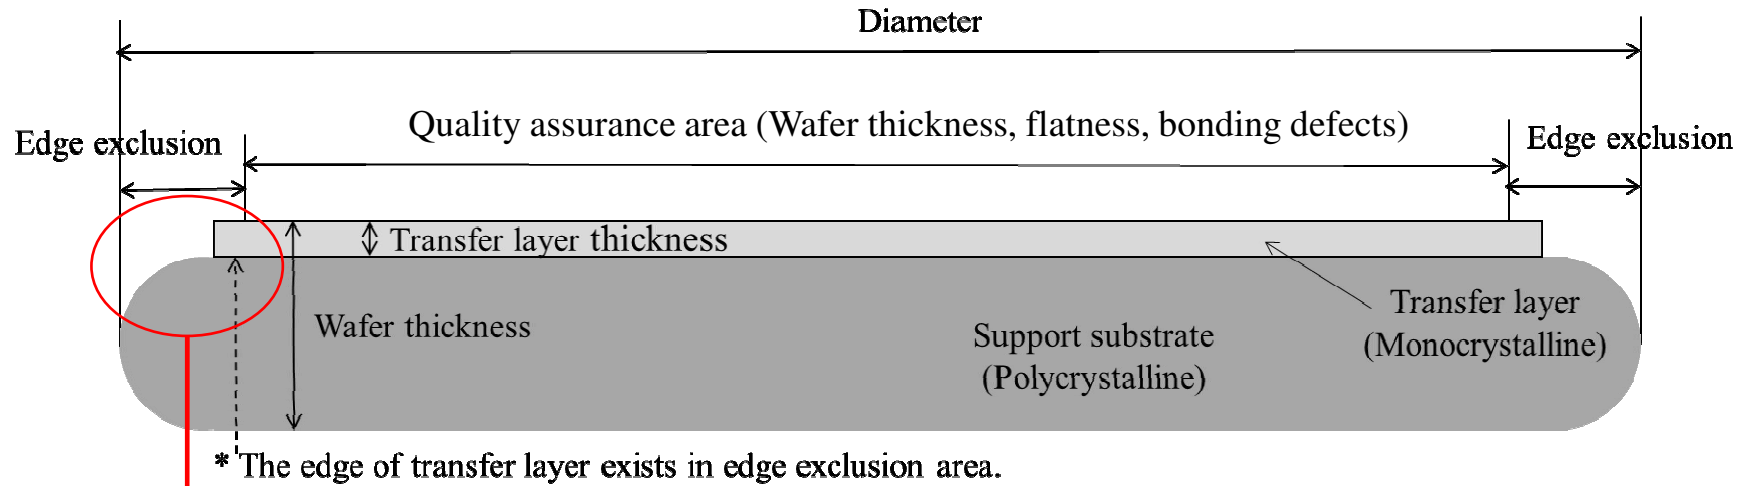 Diameter
Quality assurance area (Wafer thickness, flatness, bonding defects)
Edge exclusion
Edge exclusion
Transfer layer thickness
Wafer thickness
Transfer layer
(Monocrystalline)
Support substrate
(Polycrystalline)
* The edge of transfer layer exists in edge exclusion area.